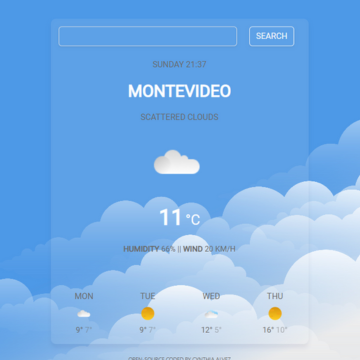 SEARCH
SUNDAY 21:37
MONTEVIDEO
SCATTERED CLOUDS
11 °C
HUMIDITY 66% || WIND 20 KM/H
MON TUE WED THU
9° 7° 9° 7° 12° 5° 16° 10°
OPEN SOURCE CODED BY CYNTHIA